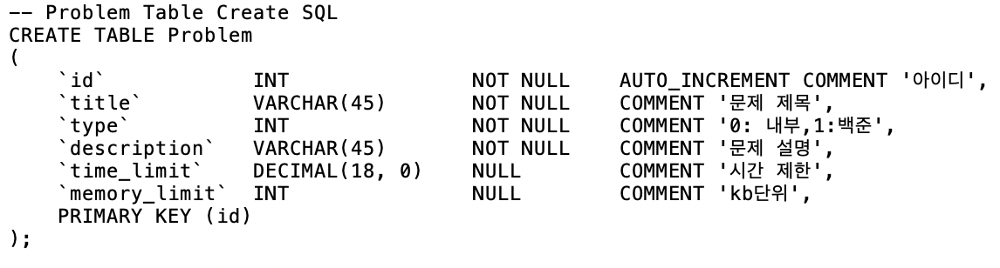 -- Problem Table Create SQL
CREATE TABLE Problem
(
    `id`            INT               NOT NULL    AUTO_INCREMENT COMMENT '아이디',
    `title`         VARCHAR(45)       NOT NULL    COMMENT '문제 제목',
    `type`          INT               NOT NULL    COMMENT '0: 내부,1:백준',
    `description`   VARCHAR(45)       NOT NULL    COMMENT '문제 설명',
    `time_limit`    DECIMAL(18, 0)    NULL        COMMENT '시간 제한',
    `memory_limit`  INT               NULL        COMMENT 'kb단위',
    PRIMARY KEY (id)
);